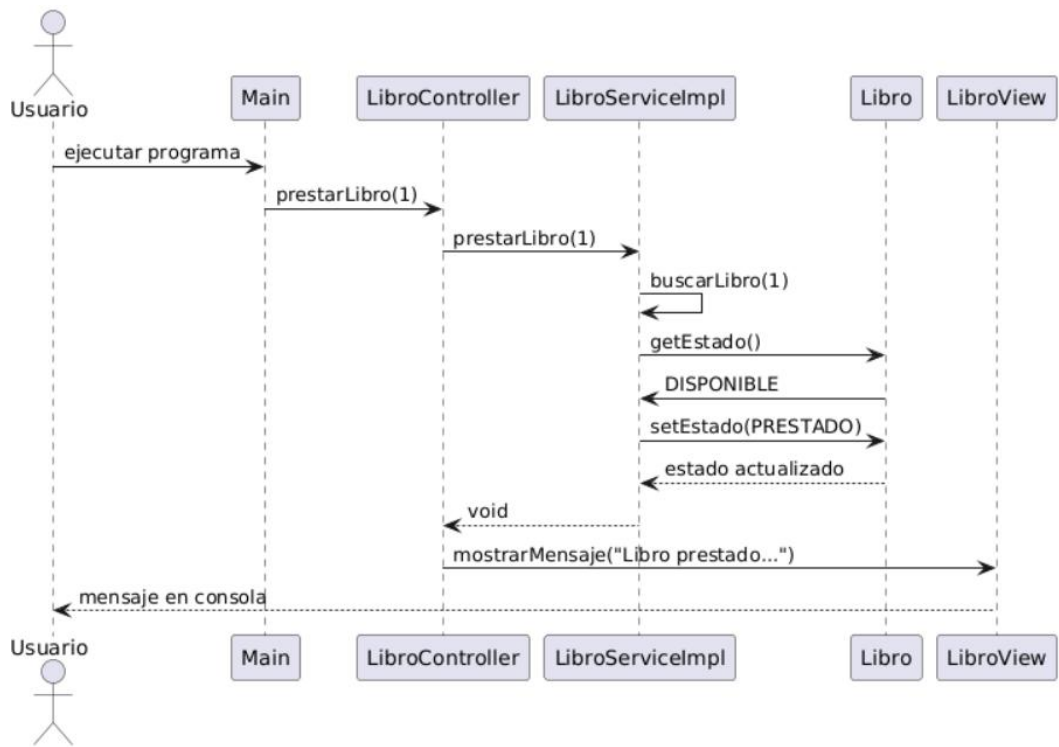 Usuario
Main
LibroController
LibroServiceImpl
Libro
LibroView
ejecutar programa
prestarLibro(1)
prestarLibro(1)
buscarLibro(1)
getEstado()
DISPONIBLE
setEstado(PRESTADO)
estado actualizado
void
mostrarMensaje("Libro prestado...")
mensaje en consola
Usuario
Main
LibroController
LibroServiceImpl
Libro
LibroView